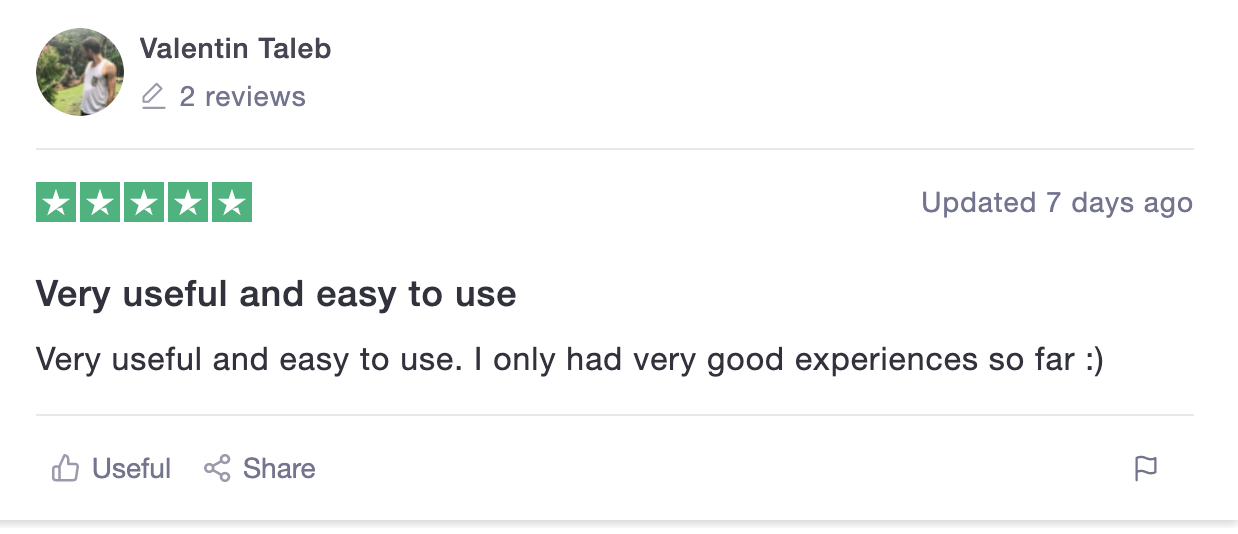 Valentin Taleb
2 reviews
Updated 7 days ago
Very useful and easy to use
Very useful and easy to use. I only had very good experiences so far :)
Useful
Share